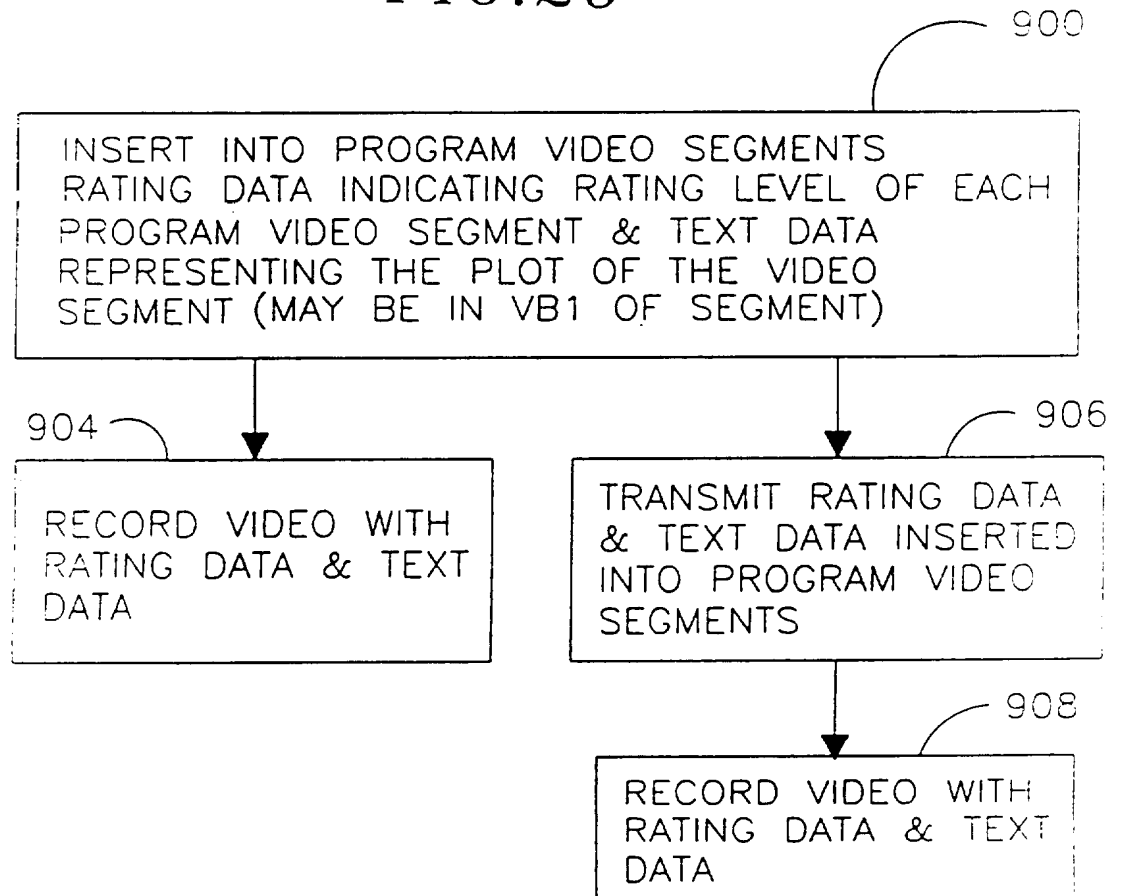 900
INSERT INTO PROGRAM VIDEO SEGMENTS
RATING DATA INDICATING RATING LEVEL OF EACH
PROGRAM VIDEO SEGMENT & TEXT DATA
REPRESENTING THE PLOT OF THE VIDEO
SEGMENT (MAY BE IN VB1 OF SEGMENT)
904
RECORD VIDEO WITH
RATING DATA & TEXT
DATA
906
TRANSMIT RATING DATA
& TEXT DATA INSERTED
INTO PROGRAM VIDEO
SEGMENTS
908
RECORD VIDEO WITH
RATING DATA & TEXT
DATA